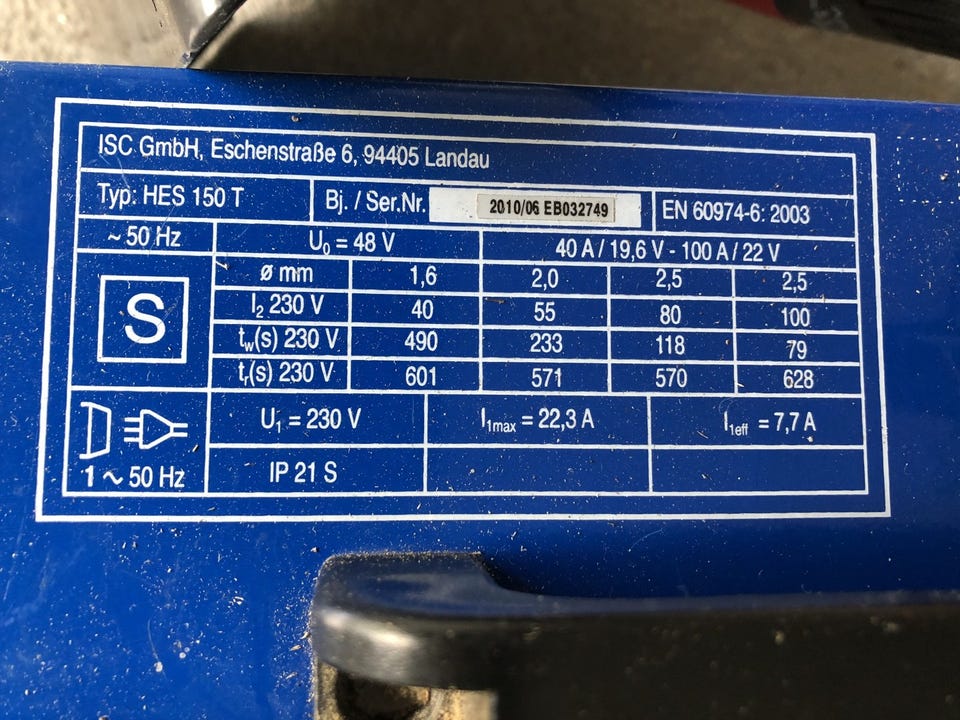 ISC GmbH, Eschenstraße 6, 94405 Landau
Typ: HES 150 T Bj. / Ser.Nr. 2010/06 EB032749 EN 60974-6: 2003
~ 50 Hz U0 = 48 V 40 A / 19,6 V - 100 A / 22 V
ø mm 1,6 2,0 2,5 2,5
S I2 230 V 40 55 80 100
tw(s) 230 V 490 233 118 79
tr(s) 230 V 601 571 570 628
U1 = 230 V I1max = 22,3 A I1eff = 7,7 A
1 ~ 50 Hz IP 21 S